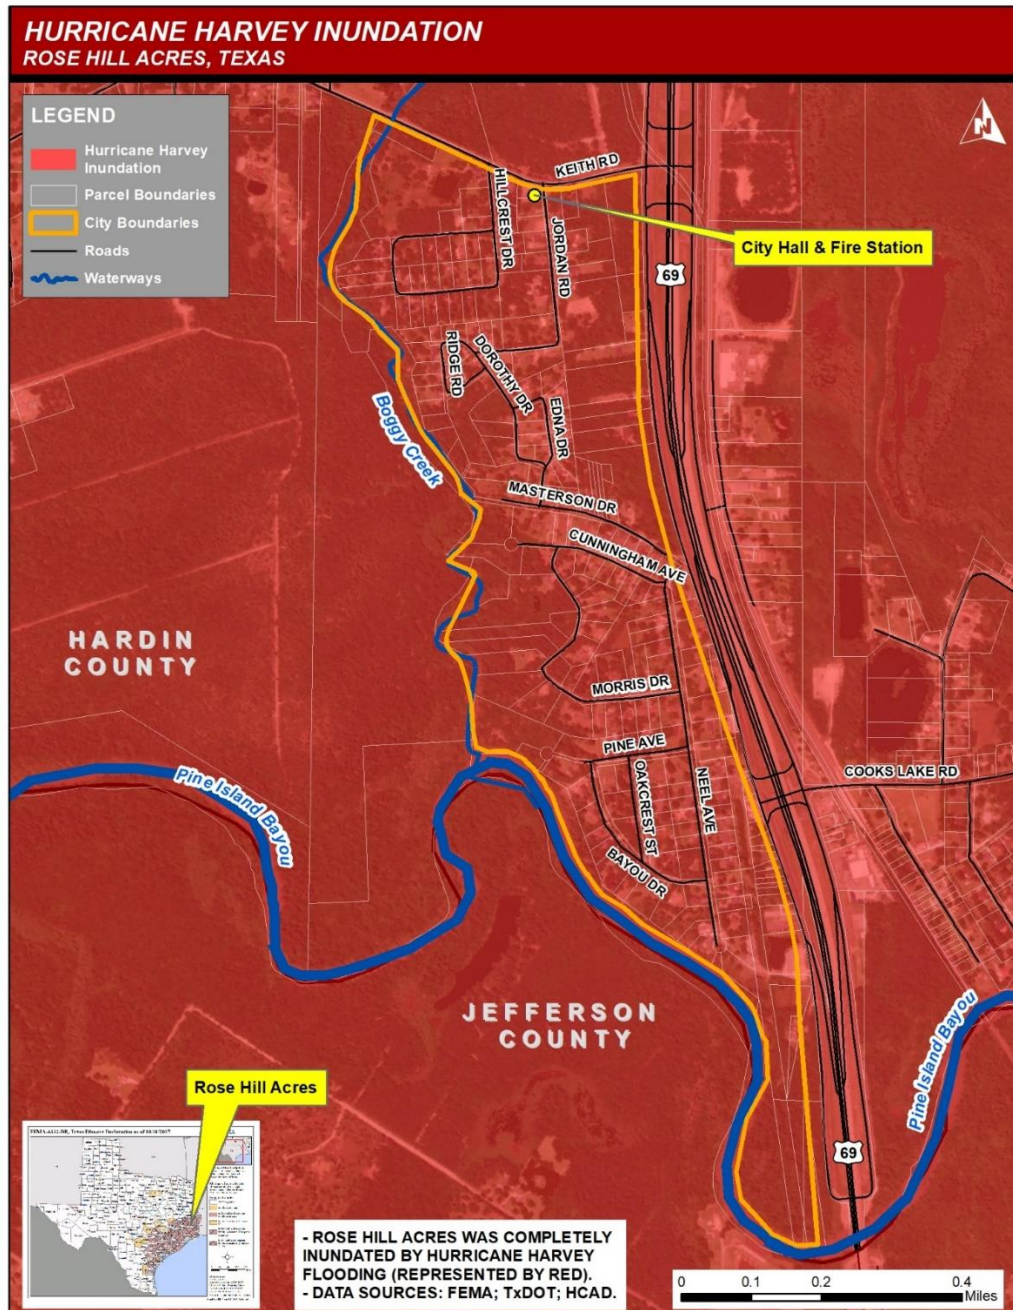 HURRICANE HARVEY INUNDATION
ROSE HILL ACRES, TEXAS
LEGEND
Hurricane Harvey
Inundation
Parcel Boundaries
City Boundaries
Roads
Waterways
N
KEITH RD
HILLCREST DR
JORDAN RD
City Hall & Fire Station
69
RIDGE RD
DOROTHY DR
EDNA DR
Boggy Creek
MASTERSON DR
CUNNINGHAM AVE
HARDIN
COUNTY
MORRIS DR
PINE AVE
OAKCREST ST
NEEL AVE
COOKS LAKE RD
Pine Island Bayou
BAYOU DR
JEFFERSON
COUNTY
Pine Island Bayou
Rose Hill Acres
69
- ROSE HILL ACRES WAS COMPLETELY
INUNDATED BY HURRICANE HARVEY
FLOODING (REPRESENTED BY RED).
- DATA SOURCES: FEMA; TxDOT; HCAD.
0 0.1 0.2 0.4
Miles